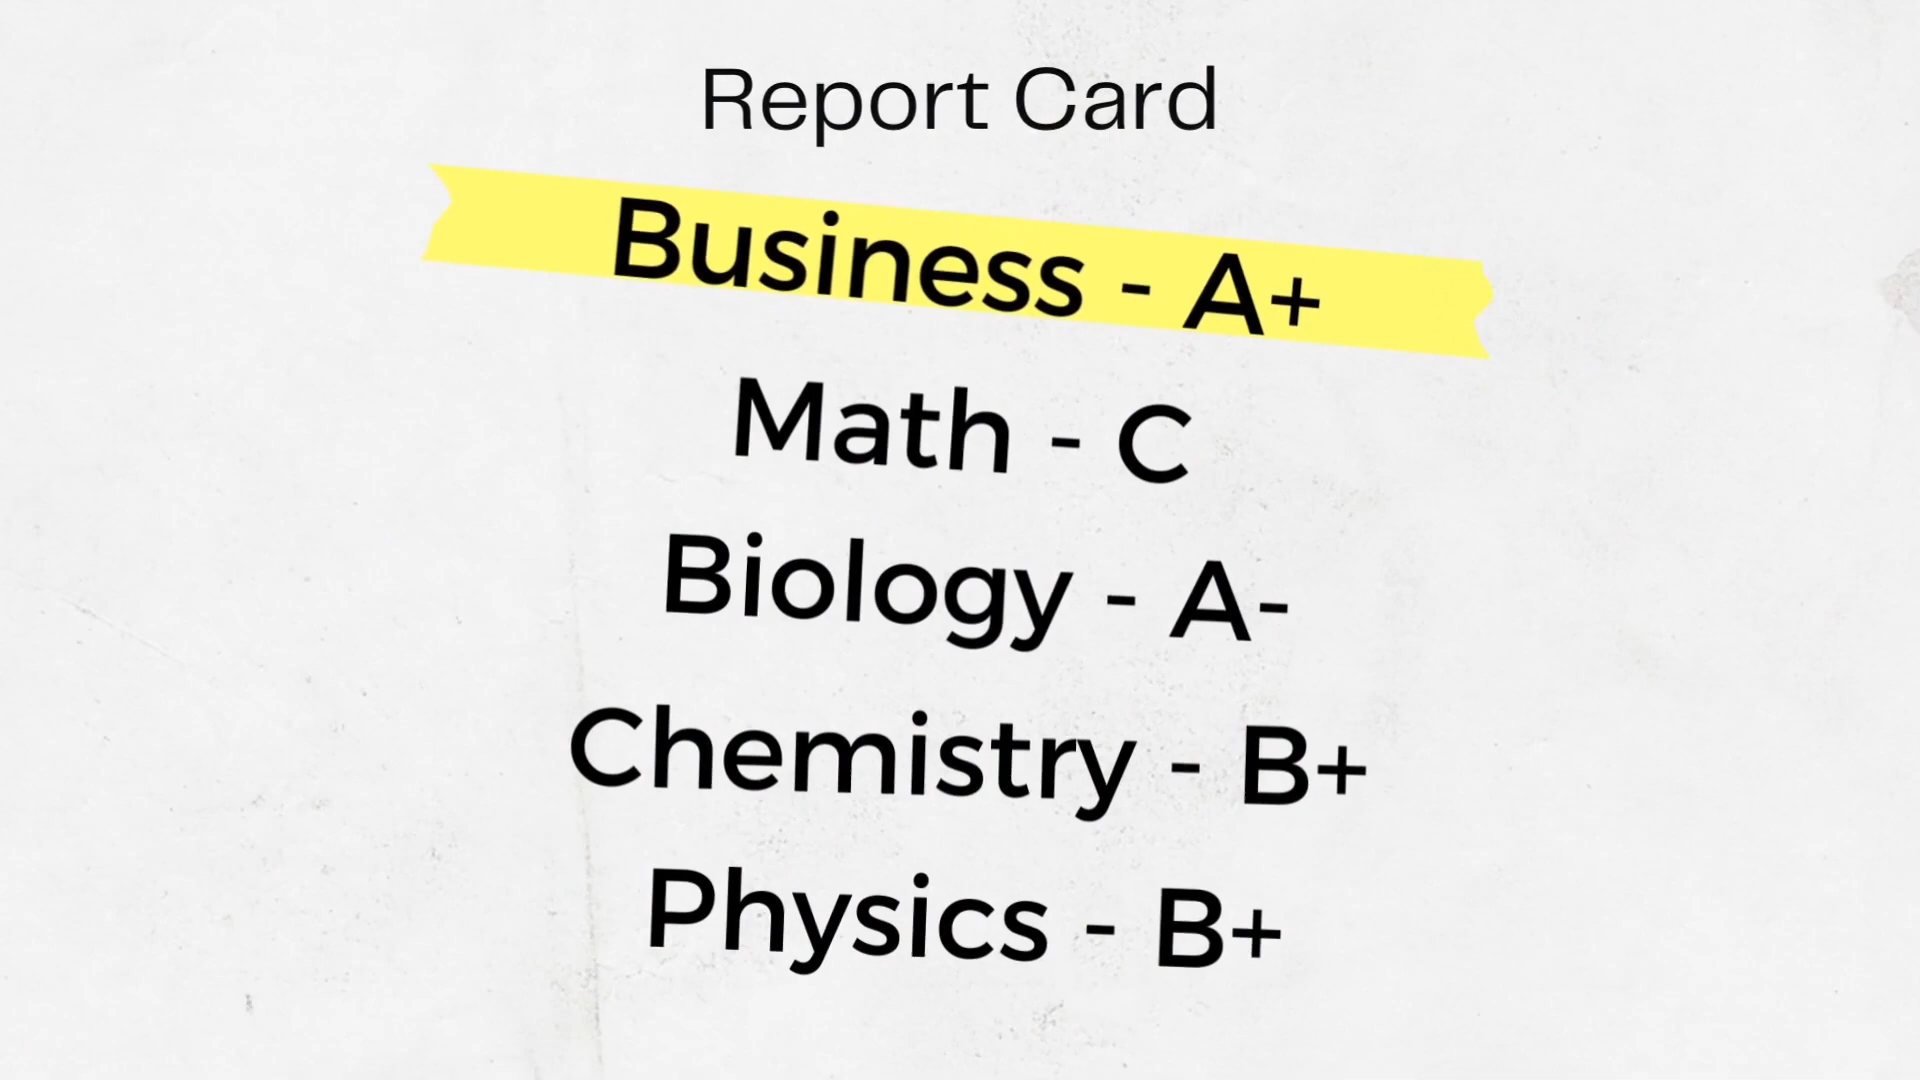 Report Card
Business - A+
Math - C
Biology - A-
Chemistry - B+
Physics - B+